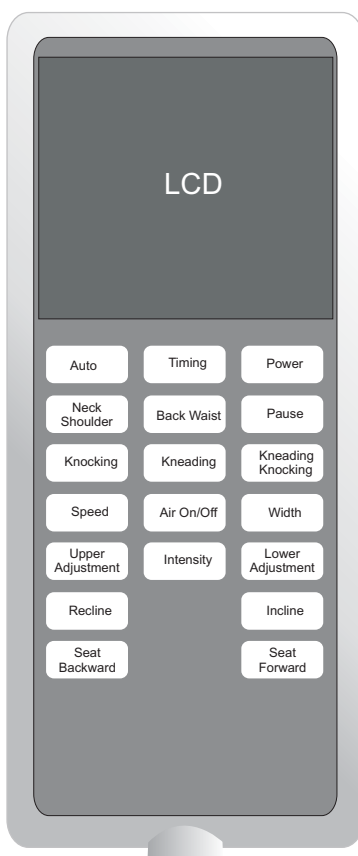 LCD
Auto
Timing
Power
Neck
Shoulder
Back Waist
Pause
Knocking
Kneading
Kneading
Knocking
Speed
Air On/Off
Width
Upper
Adjustment
Intensity
Lower
Adjustment
Recline
Incline
Seat
Backward
Seat
Forward